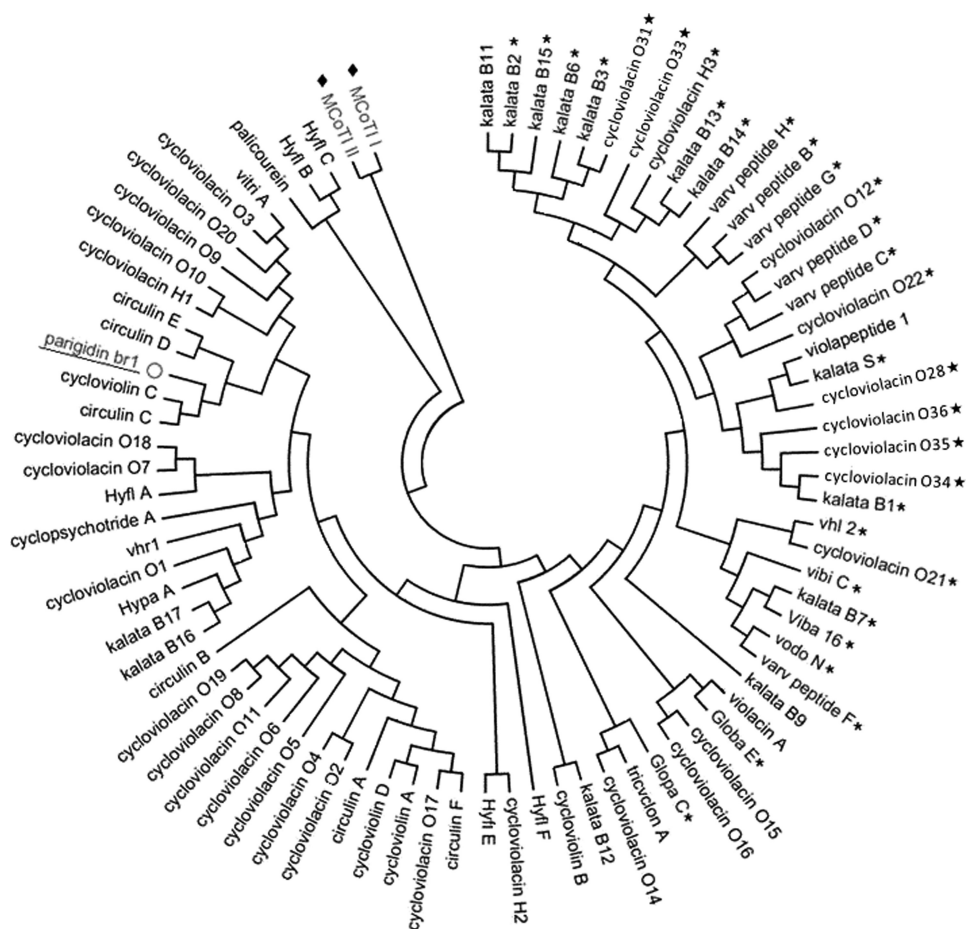 kalata B11
kalata B2 *
kalata B15 *
kalata B6 *
kalata B3 *
cycloviolacin O31 ★
cycloviolacin O33 ★
cycloviolacin H3 ★
kalata B13 ★
kalata B14 ★
varv peptide H *
varv peptide B *
varv peptide G *
cycloviolacin O12 *
varv peptide D *
varv peptide C *
cycloviolacin O22 ★
violapeptide 1
kalata S ★
cycloviolacin O28 ★
cycloviolacin O36 ★
cycloviolacin O35 ★
cycloviolacin O34 ★
kalata B1 *
vhl 2 *
cycloviolacin O21 *
vibi C *
kalata B7 *
Viba 16 *
vodo N *
varv peptide F *
kalata B9
violacin A
Globa E *
cycloviolacin O15
cycloviolacin O16
Glopa C *
tricyclon A
cycloviolacin O14
kalata B12
cycloviolin B
Hyfl F
cycloviolacin H2
Hyfl E
circulin F
cycloviolacin O17
cycloviolin A
cycloviolin D
circulin A
cycloviolacin O2
cycloviolacin O4
cycloviolacin O5
cycloviolacin O6
cycloviolacin O11
cycloviolacin O8
cycloviolacin O19
circulin B
kalata B16
kalata B17
Hypa A
cycloviolacin O1
vhr1
cyclopsychotride A
Hyfl A
cycloviolacin O7
cycloviolacin O18
circulin C
cycloviolin C
parigidin br1
circulin D
circulin E
cycloviolacin H1
cycloviolacin O10
cycloviolacin O9
cycloviolacin O20
cycloviolacin O3
vitri A
palicourein
Hyfl B
Hyfl C
◆ MCoTI II
◆ MCoTI I